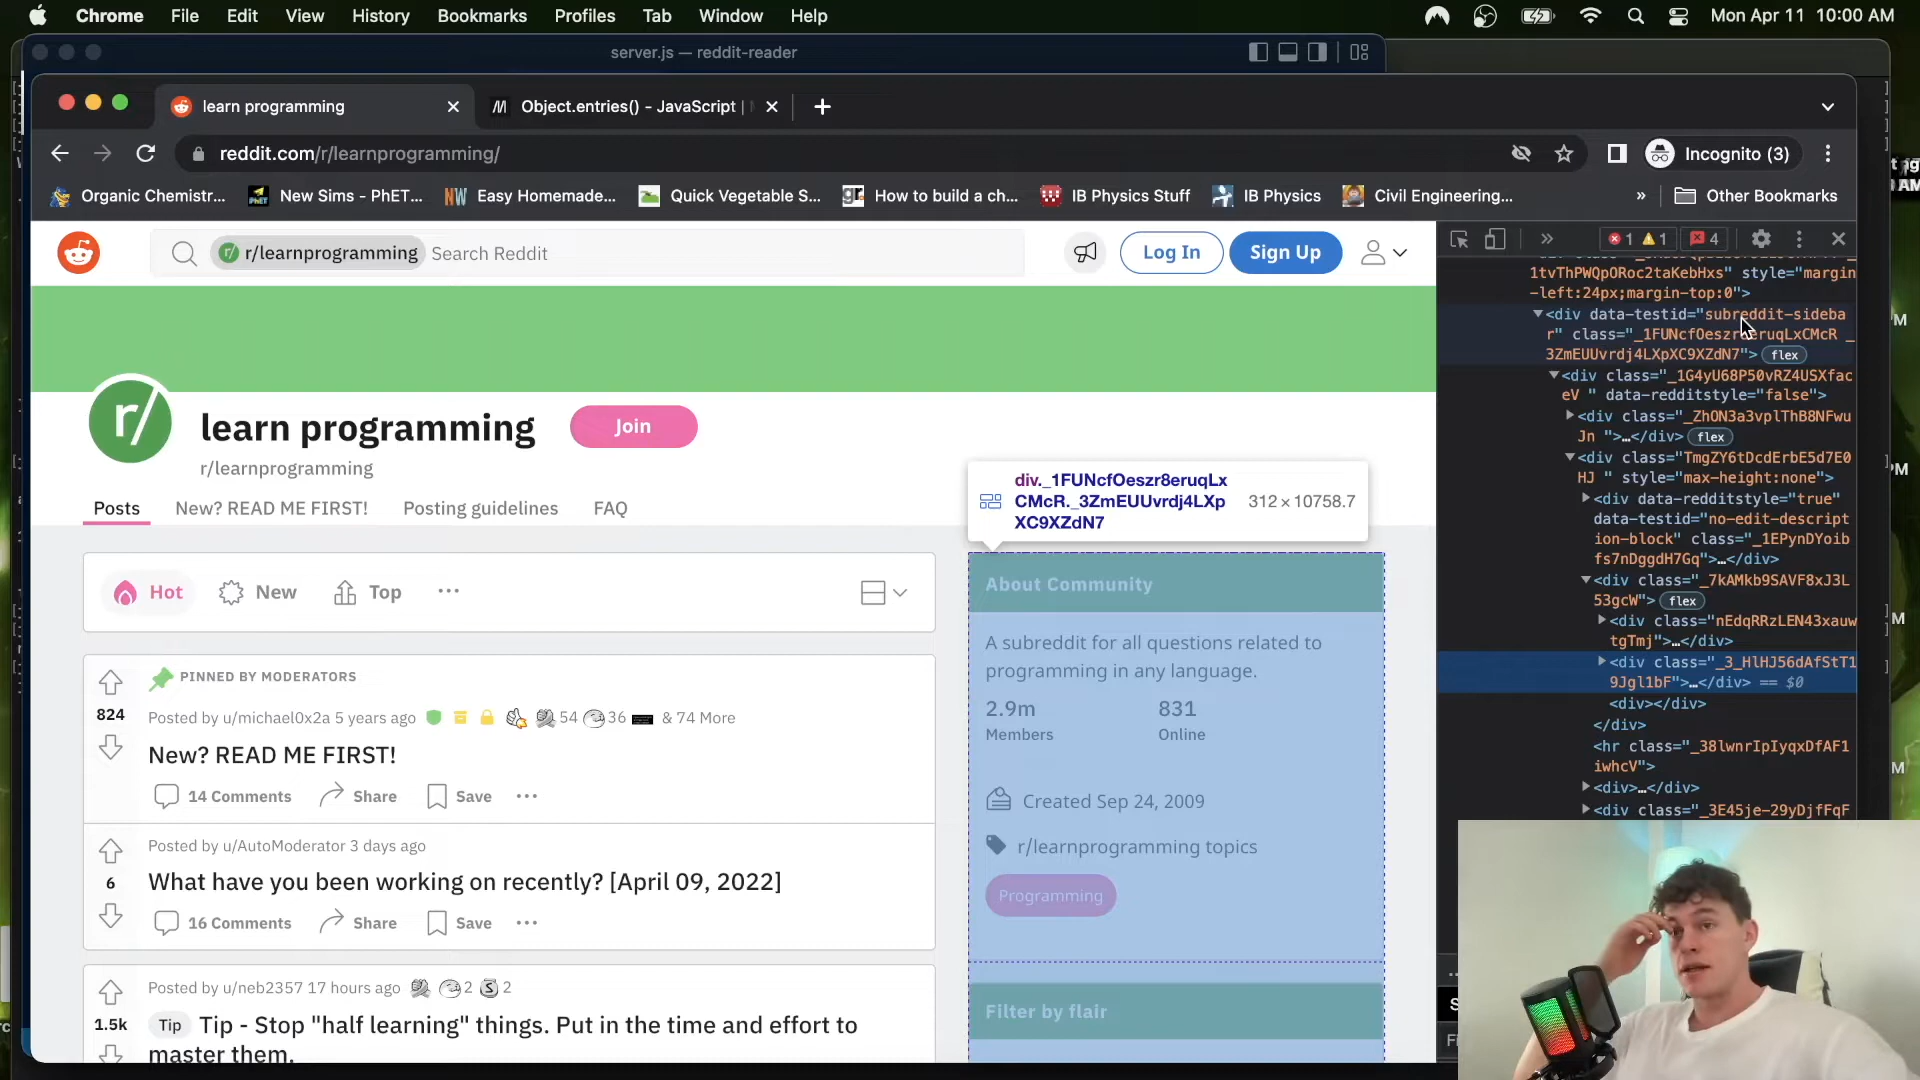 Chrome File Edit View History Bookmarks Profiles Tab Window Help Mon Apr 11 10:00 AM
server.js — reddit-reader
learn programming
Object.entries() - JavaScript |
reddit.com/r/learnprogramming/
Incognito (3)
Organic Chemistr... New Sims - PhET... Easy Homemade... Quick Vegetable S... How to build a ch... IB Physics Stuff IB Physics Civil Engineering... » Other Bookmarks
r/learnprogramming Search Reddit Log In Sign Up
r/
learn programming
Join
r/learnprogramming
Posts New? READ ME FIRST! Posting guidelines FAQ
Hot New Top ...
PINNED BY MODERATORS
824
Posted by u/michael0x2a 5 years ago 54 36 & 74 More
New? READ ME FIRST!
14 Comments Share Save ...
Posted by u/AutoModerator 3 days ago
6
What have you been working on recently? [April 09, 2022]
16 Comments Share Save ...
Posted by u/neb2357 17 hours ago 2 2
1.5k
Tip Tip - Stop "half learning" things. Put in the time and effort to
master them.
div._1FUNcfOeszr8eruqLx
CMcR._3ZmEUUvrdj4LXp
XC9XZdN7
312 × 10758.7
About Community
A subreddit for all questions related to
programming in any language.
2.9m 831
Members Online
Created Sep 24, 2009
r/learnprogramming topics
Programming
Filter by flair
» 1 1 4
1tvThPWQpORoc2taKebHxs" style="margin
-left:24px;margin-top:0">
<div data-testid="subreddit-sideba
3ZmEUUvrdj4LXpXC9XZdN7"> flex
<div class="_1G4yU68P50vRZ4USXfac
eV " data-redditstyle="false">
<div class="_ZhON3a3vplThB8NFwu
Jn ">…</div> flex
<div class="TmgZY6tDcdErbE5d7E0
HJ " style="max-height:none">
<div data-redditstyle="true"
data-testid="no-edit-descript
ion-block" class="_1EPynDYoib
fs7nDggdH7Gq">…</div>
<div class="_7kAMkb9SAVF8xJ3L
53gcW"> flex
<div class="nEdqRRzLEN43xauw
tgTmj">…</div>
<div class="_3_HlHJ56dAfStT1
9Jgl1bF">…</div> == $0
<div></div>
</div>
<hr class="_38lwnrIpIyqxDfAF1
iwhcV">
<div>…</div>
<div class="_3E45je-29yDjfFqF